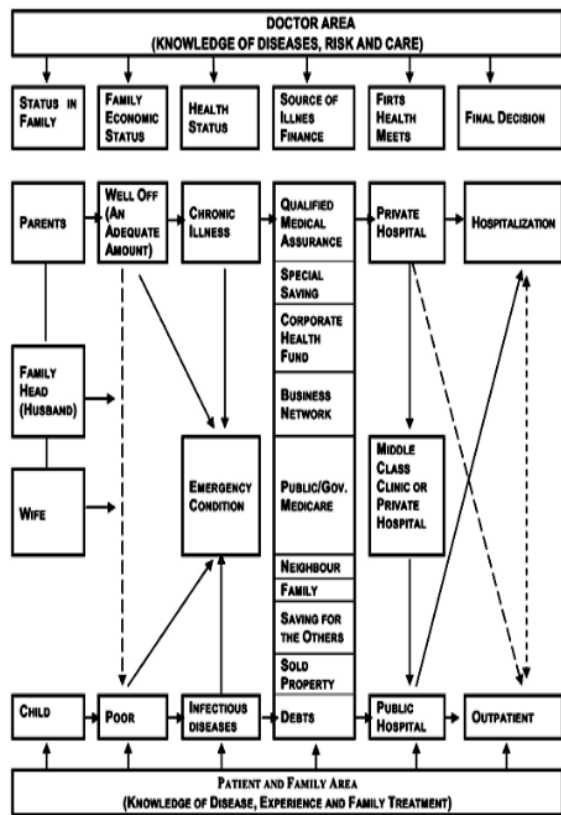 DOCTOR AREA
(KNOWLEDGE OF DISEASES, RISK AND CARE)
STATUS IN
FAMILY
FAMILY
ECONOMIC
STATUS
HEALTH
STATUS
SOURCE OF
ILLNES
FINANCE
FIRTS
HEALTH
MEETS
FINAL DECISION
PARENTS
WELL OFF
(AN
ADEQUATE
AMOUNT)
CHRONIC
ILLNESS
QUALIFIED
MEDICAL
ASSURANCE
PRIVATE
HOSPITAL
HOSPITALIZATION
SPECIAL
SAVING
CORPORATE
HEALTH
FUND
FAMILY
HEAD
(HUSBAND)
BUSINESS
NETWORK
WIFE
EMERGENCY
CONDITION
PUBLIC/GOV.
MEDICARE
MIDDLE
CLASS
CLINIC OR
PRIVATE
HOSPITAL
NEIGHBOUR
FAMILY
SAVING FOR
THE OTHERS
SOLD
PROPERTY
CHILD
POOR
INFECTIOUS
DISEASES
DEBTS
PUBLIC
HOSPITAL
OUTPATIENT
PATIENT AND FAMILY AREA
(KNOWLEDGE OF DISEASE, EXPERIENCE AND FAMILY TREATMENT)